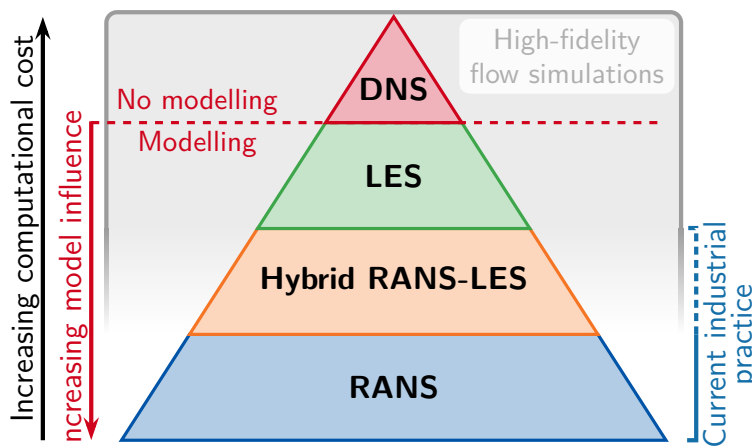 High-fidelity
flow simulations
DNS
No modelling
Modelling
LES
Hybrid RANS-LES
RANS
Increasing computational cost
ncreasing model influence
Current industrial
practice